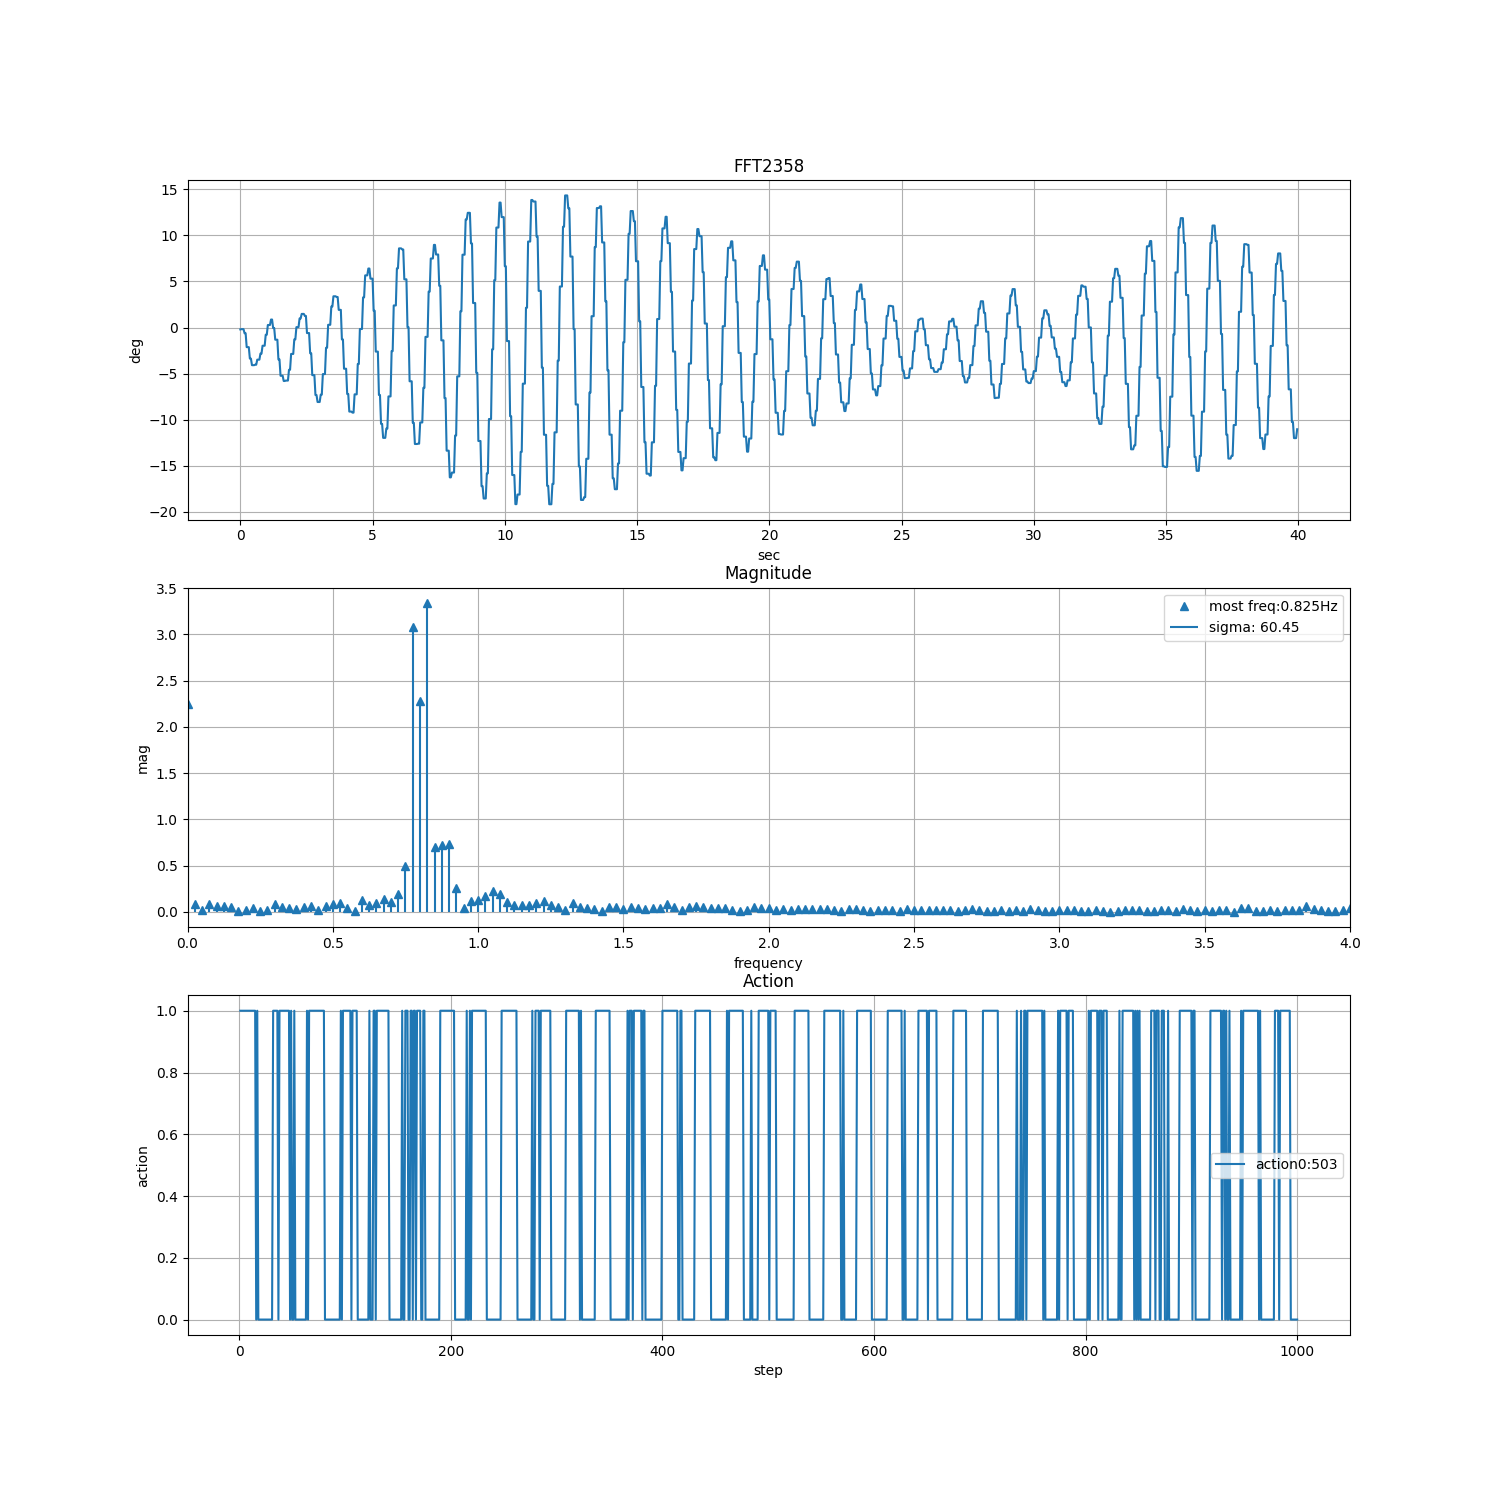 FFT2358
15
10
5
0
−5
−10
−15
−20
deg
0 5 10 15 20 25 30 35 40
sec
Magnitude
3.5
3.0
2.5
2.0
1.5
1.0
0.5
0.0
mag
most freq:0.825Hz
sigma: 60.45
0.0 0.5 1.0 1.5 2.0 2.5 3.0 3.5 4.0
frequency
Action
1.0
0.8
0.6
0.4
0.2
0.0
action
action0:503
0 200 400 600 800 1000
step